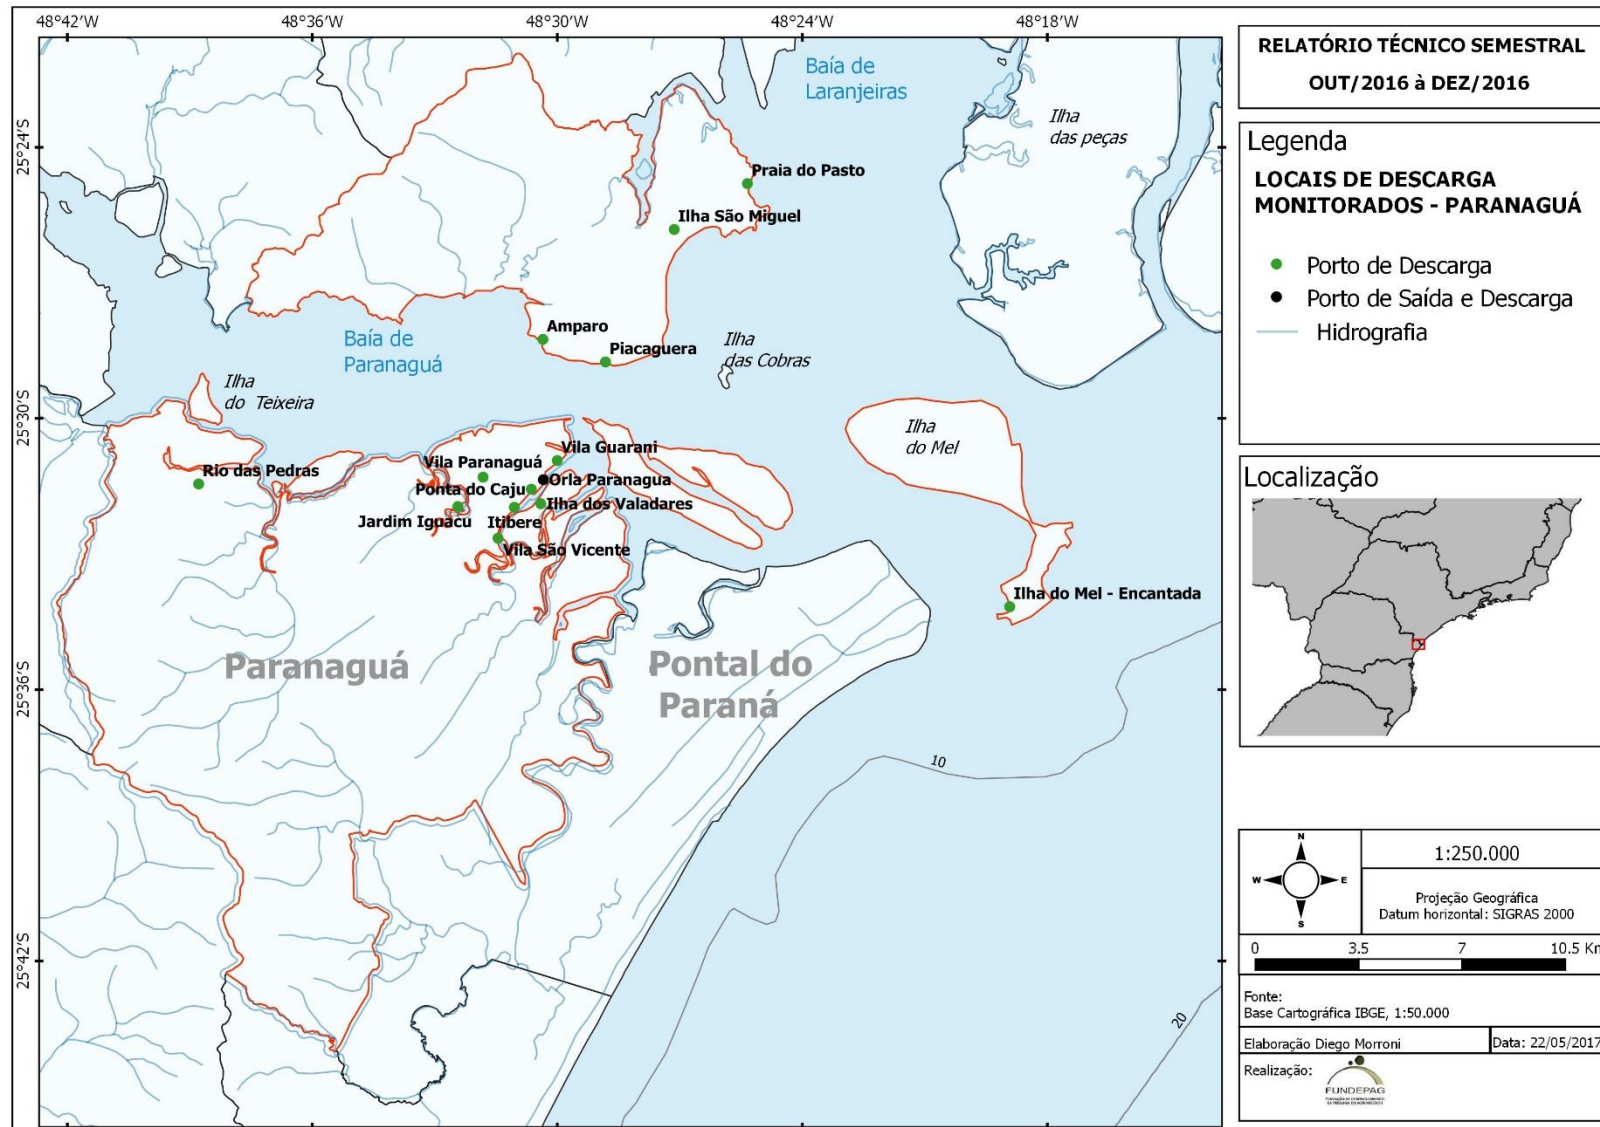 48°42'W
48°36'W
48°30'W
48°24'W
48°18'W
25°24'S
25°30'S
25°36'S
25°42'S
Baía de
Laranjeiras
Ilha
das peças
Praia do Pasto
Ilha São Miguel
Amparo
Piacaguera
Baía de
Paranaguá
Ilha
das Cobras
Ilha
do Teixeira
Ilha
do Mel
Vila Guarani
Rio das Pedras
Vila Paranaguá
Orla Paranagua
Ponta do Caju
Ilha dos Valadares
Jardim Iguacu
Itibere
Vila São Vicente
Ilha do Mel - Encantada
Paranaguá
Pontal do
Paraná
10
20
RELATÓRIO TÉCNICO SEMESTRAL
OUT/2016 à DEZ/2016
Legenda
LOCAIS DE DESCARGA
MONITORADOS - PARANAGUÁ
Porto de Descarga
Porto de Saída e Descarga
Hidrografia
Localização
N
W E
S
1:250.000
Projeção Geográfica
Datum horizontal: SIGRAS 2000
0 3.5 7 10.5 Km
Fonte:
Base Cartográfica IBGE, 1:50.000
Elaboração Diego Morroni
Data: 22/05/2017
Realização:
FUNDEPAG